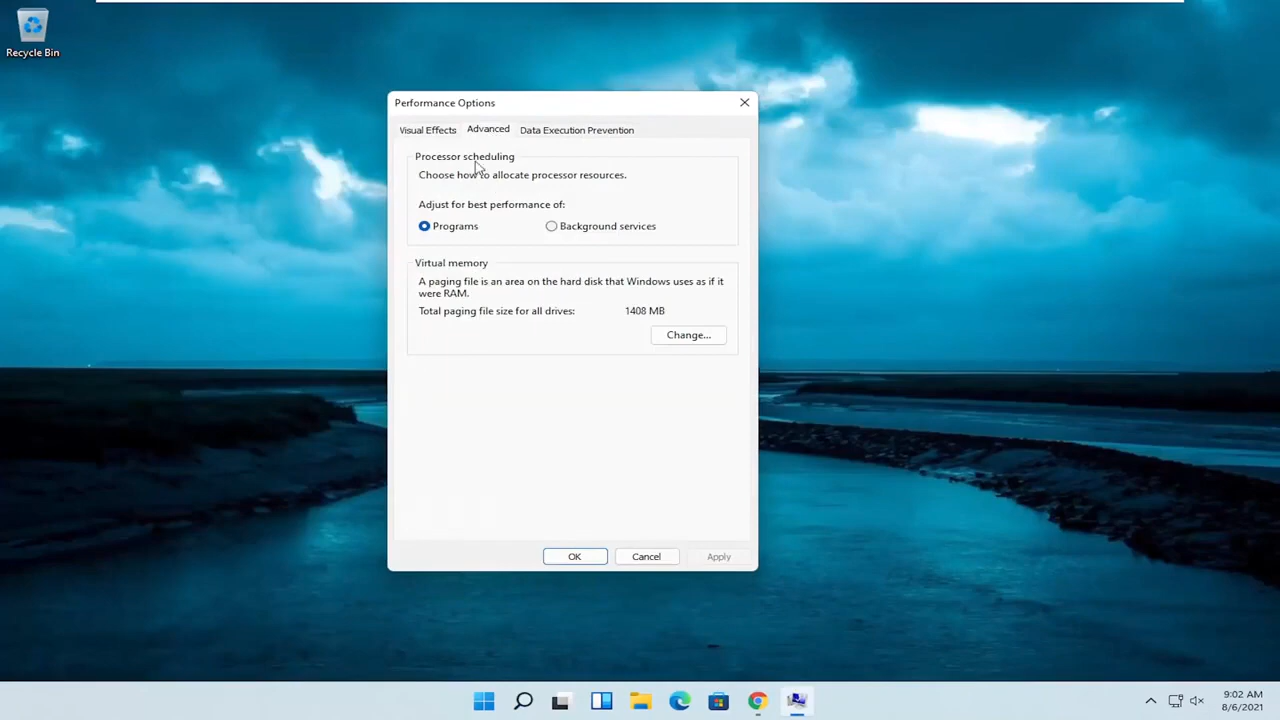 Recycle Bin
Performance Options
Visual Effects Advanced Data Execution Prevention
Processor scheduling
Choose how to allocate processor resources.
Adjust for best performance of:
Programs Background services
Virtual memory
A paging file is an area on the hard disk that Windows uses as if it
were RAM.
Total paging file size for all drives: 1408 MB
Change...
OK Cancel Apply
9:02 AM
8/6/2021